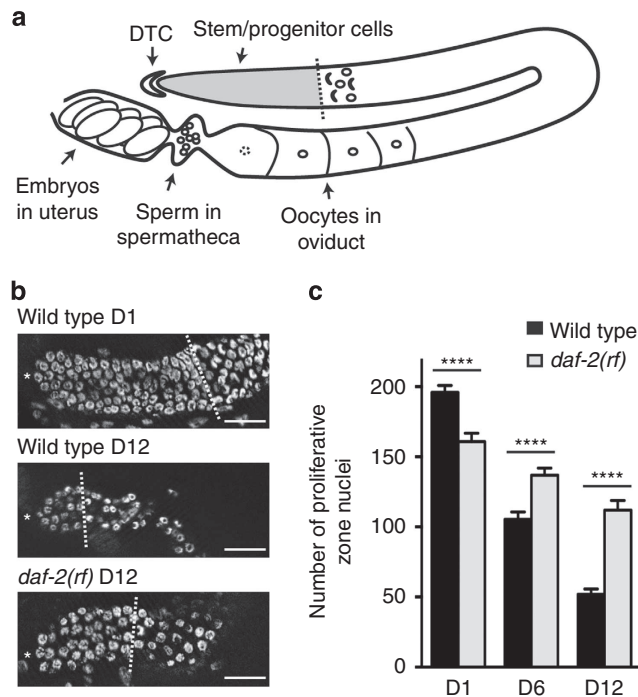 a
DTC
Stem/progenitor cells
Embryos
in uterus
Sperm in
spermatheca
Oocytes in
oviduct
b
Wild type D1
*
Wild type D12
*
daf-2(rf) D12
*
c
Wild type
daf-2(rf)
Number of proliferative
zone nuclei
200
150
100
50
0
****
****
****
D1
D6
D12